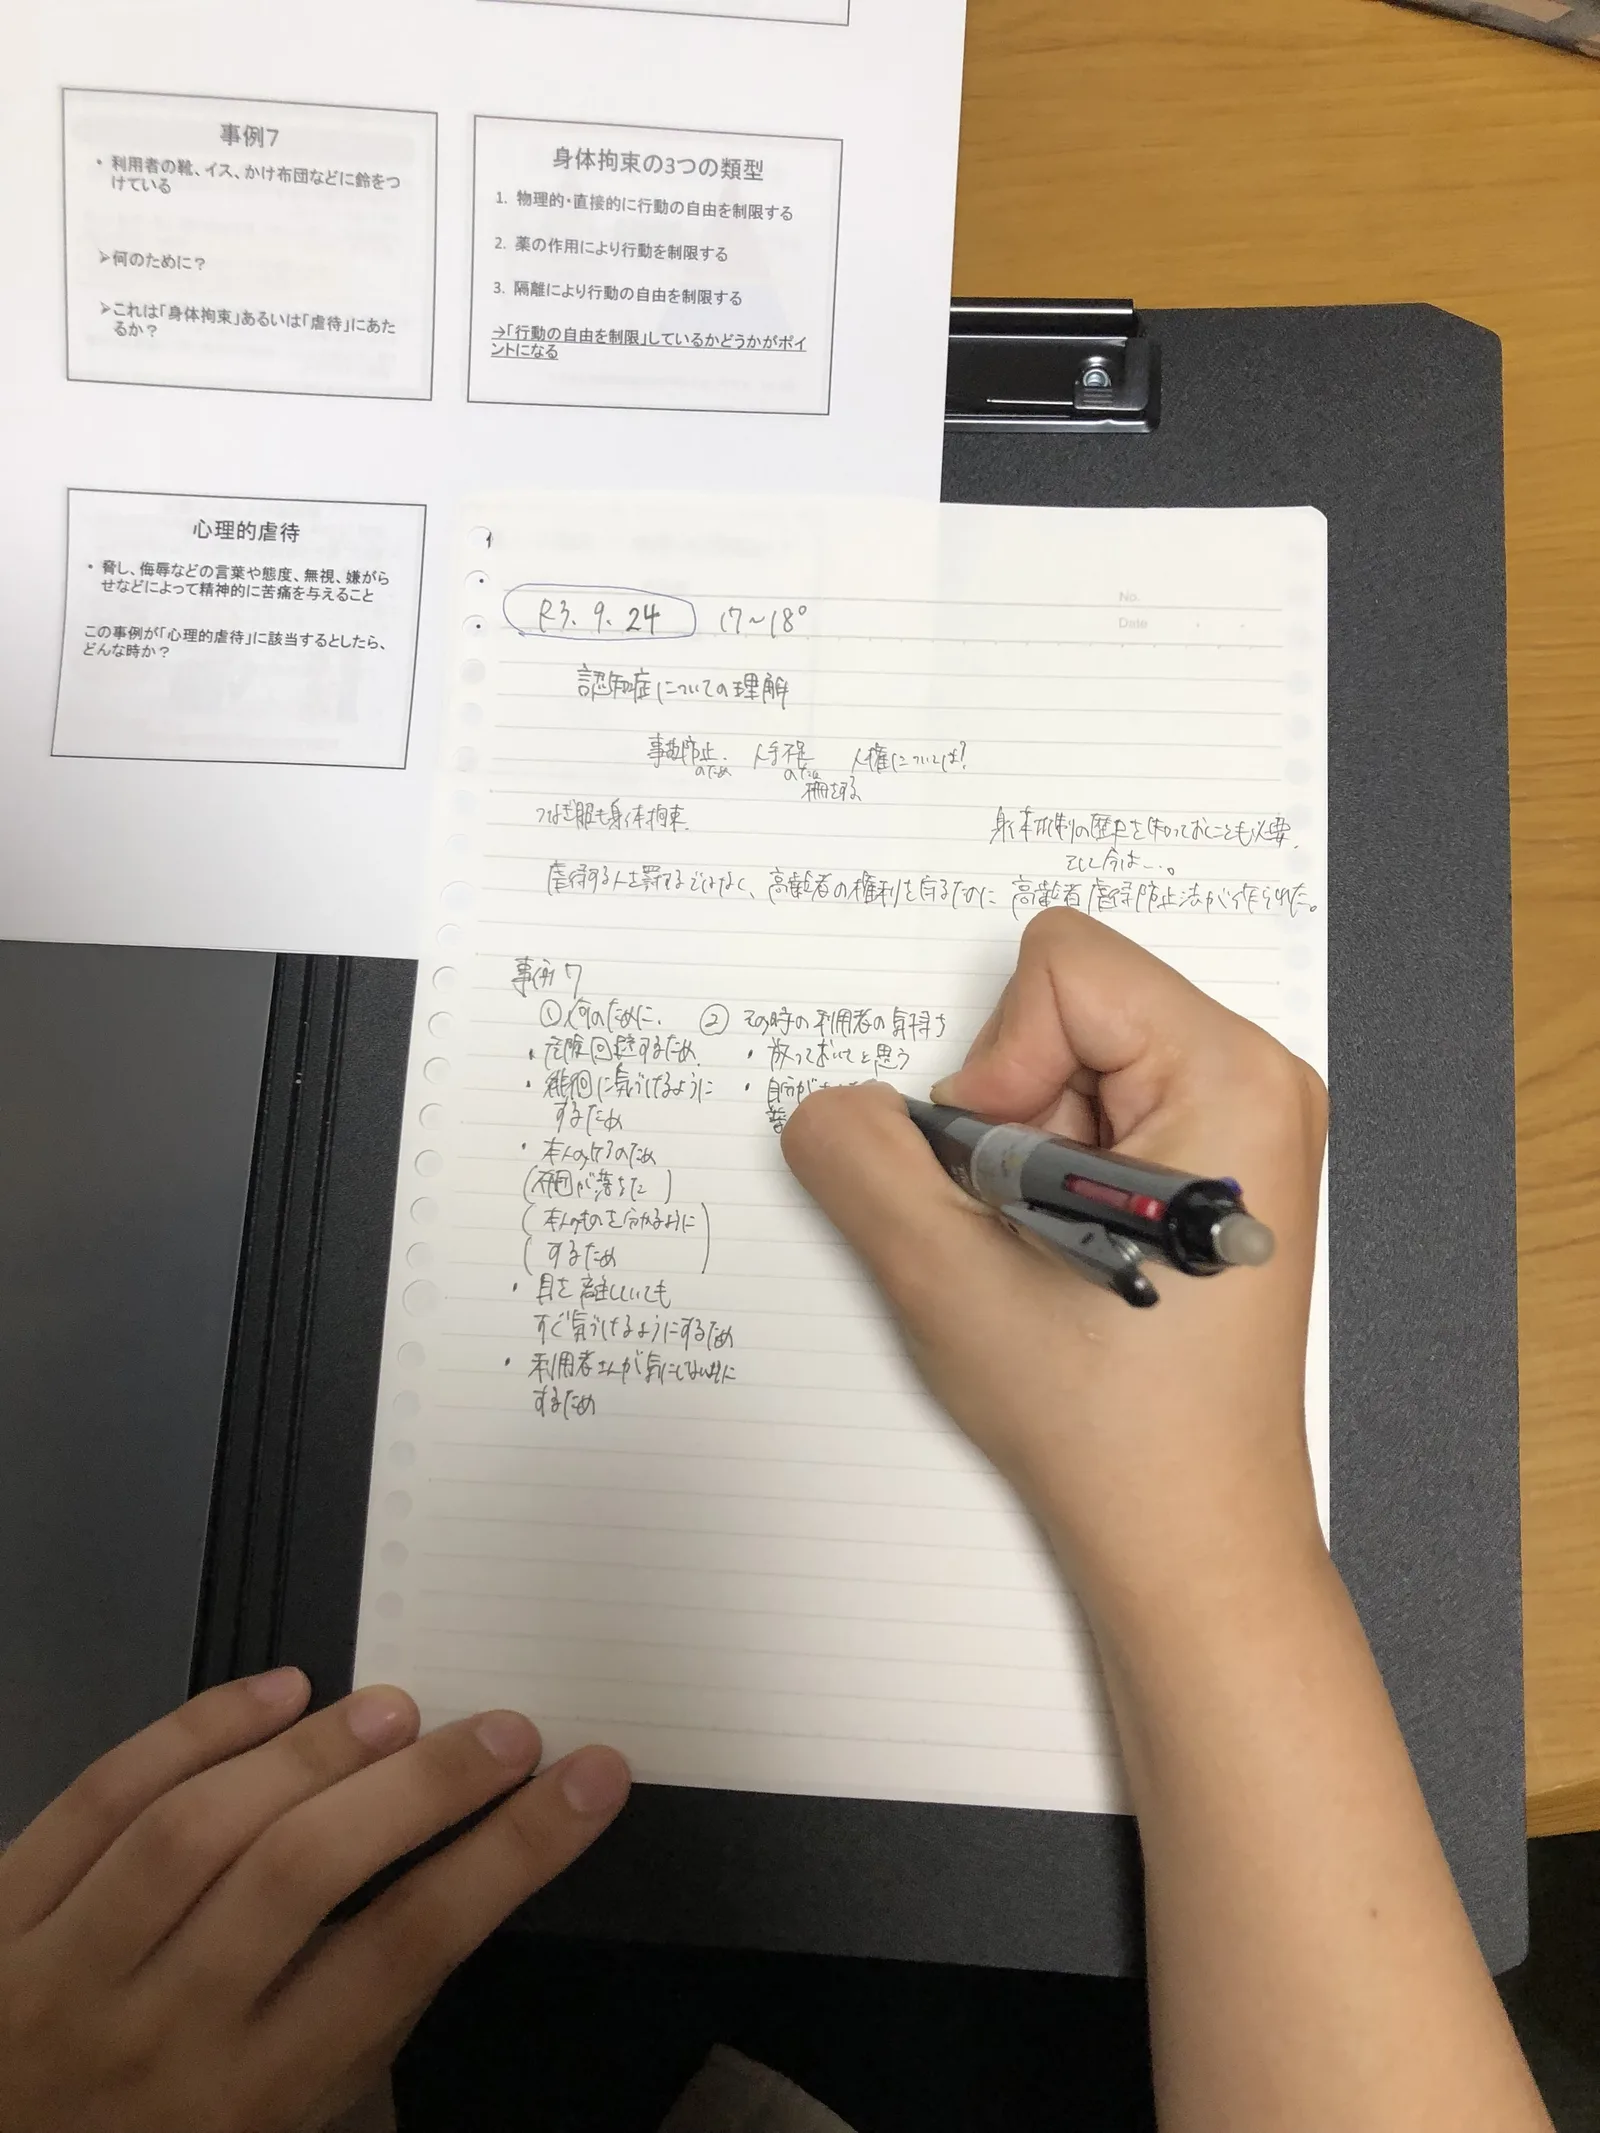 事例7
・利用者の靴、イス、かけ布団などに鈴をつ
けている
➢何のために？
➢これは「身体拘束」あるいは「虐待」にあた
るか？
身体拘束の3つの類型
1. 物理的・直接的に行動の自由を制限する
2. 薬の作用により行動を制限する
3. 隔離により行動の自由を制限する
→「行動の自由を制限」しているかどうかがポイ
ントになる
心理的虐待
・脅し、侮辱などの言葉や態度、無視、嫌がら
せなどによって精神的に苦痛を与えること
この事例が「心理的虐待」に該当するとしたら、
どんな時か？
No.
Date
R3. 9. 24 17～18°
認知症についての理解
事故防止. 人手不足 人権については？
のため のため
柵をする
つなぎ服も身体拘束.
の歴史を知っておくことも必要.
そして今は…。
虐待する人を罰するではなく、高齢者の権利を守るために 高齢者虐待防止法が作られた。
事例7
①何のために. ②その時の利用者の気持ち
・危険回避するため. ・放っておいてと思う
・徘徊に気づけるように ・自分が
するため
・本人の ため
( が落ちた)
(本人のものを分かるように
するため)
・目を離していても
すぐ気づけるようにするため
・利用者さんが気にしない に
するため